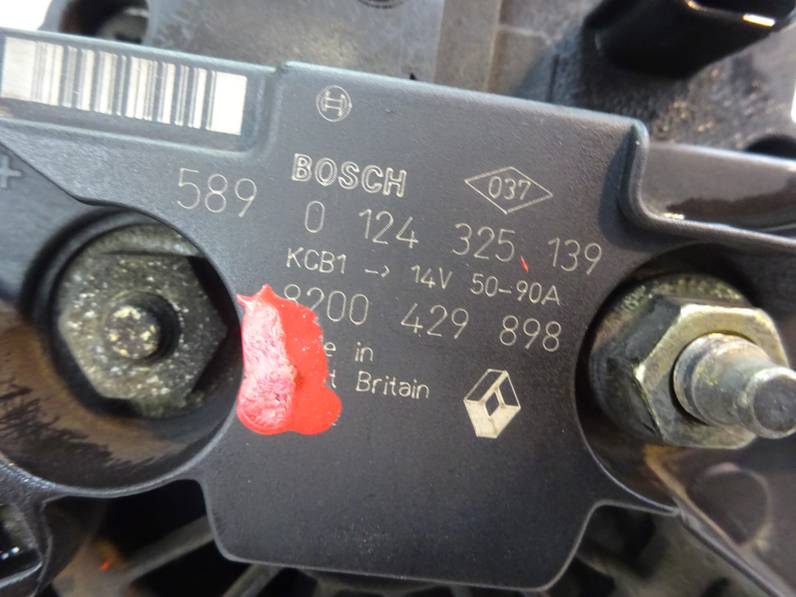 BOSCH
037
589
0 124 325 139
KCB1 → 14V 50-90A
8200 429 898
in
Britain